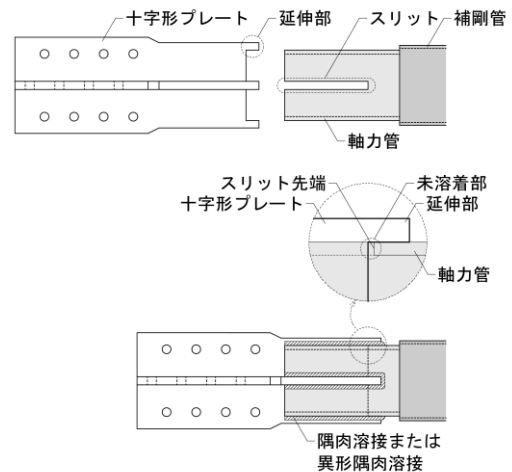 十字形プレート
延伸部
スリット
補剛管
軸力管
スリット先端
未溶着部
十字形プレート
延伸部
軸力管
隅肉溶接または
異形隅肉溶接